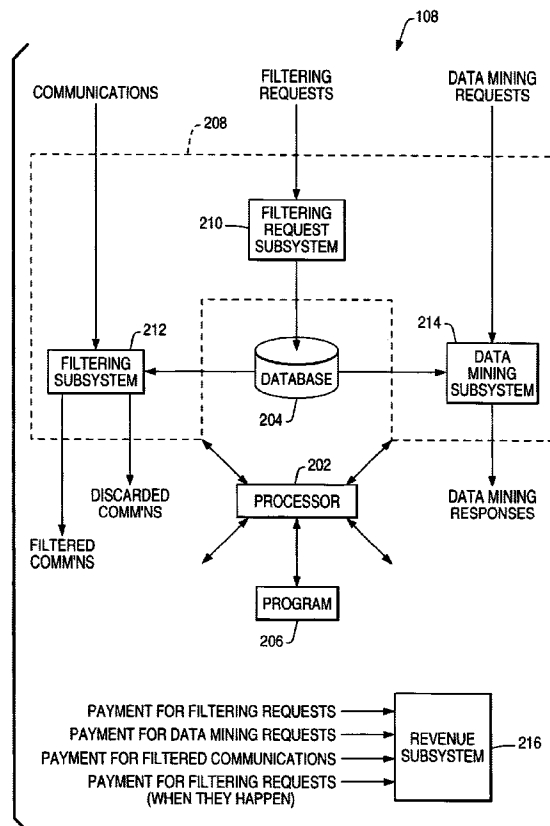 108
COMMUNICATIONS
FILTERING
REQUESTS
DATA MINING
REQUESTS
208
210
FILTERING
REQUEST
SUBSYSTEM
212
FILTERING
SUBSYSTEM
DATABASE
204
214
DATA
MINING
SUBSYSTEM
202
PROCESSOR
DISCARDED
COMM'NS
FILTERED
COMM'NS
DATA MINING
RESPONSES
PROGRAM
206
PAYMENT FOR FILTERING REQUESTS
PAYMENT FOR DATA MINING REQUESTS
PAYMENT FOR FILTERED COMMUNICATIONS
PAYMENT FOR FILTERING REQUESTS
(WHEN THEY HAPPEN)
REVENUE
SUBSYSTEM
216